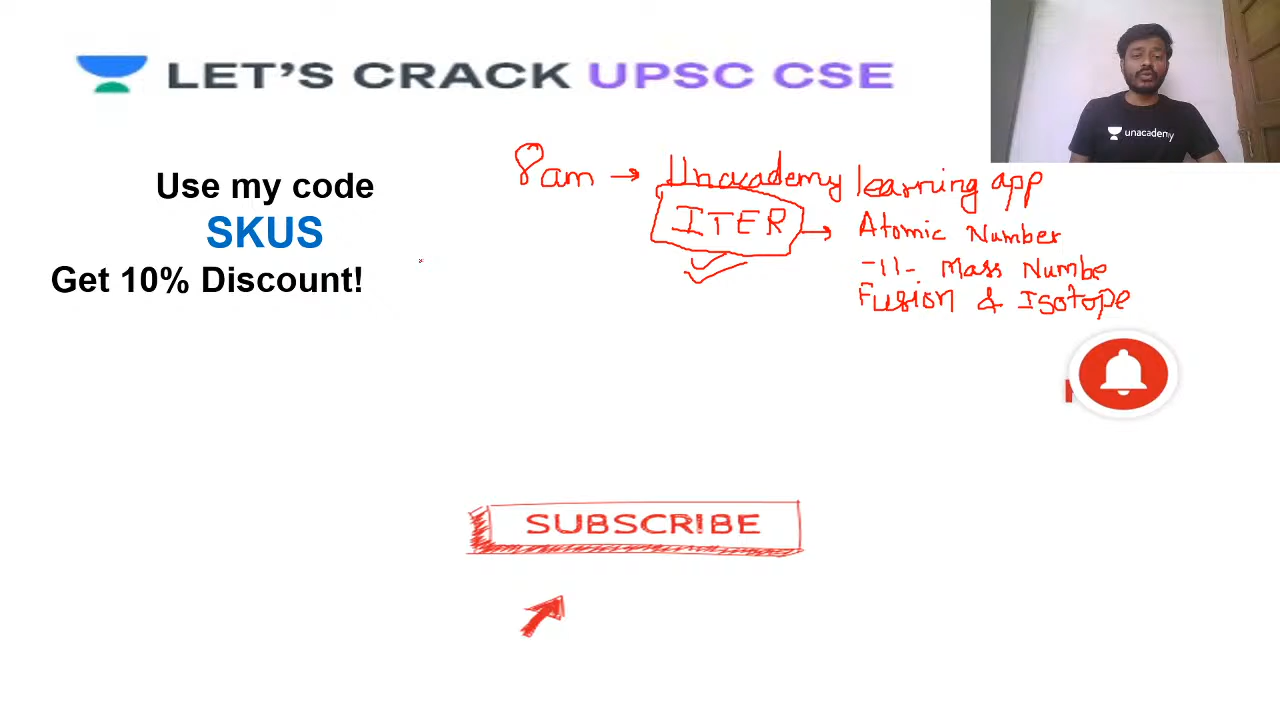 LET'S CRACK UPSC CSE
unacademy
Use my code
SKUS
Get 10% Discount!
8am → Unacademy learning app
ITER → Atomic Number
-11- Mass Numbe
Fusion & Isotope
SUBSCRIBE